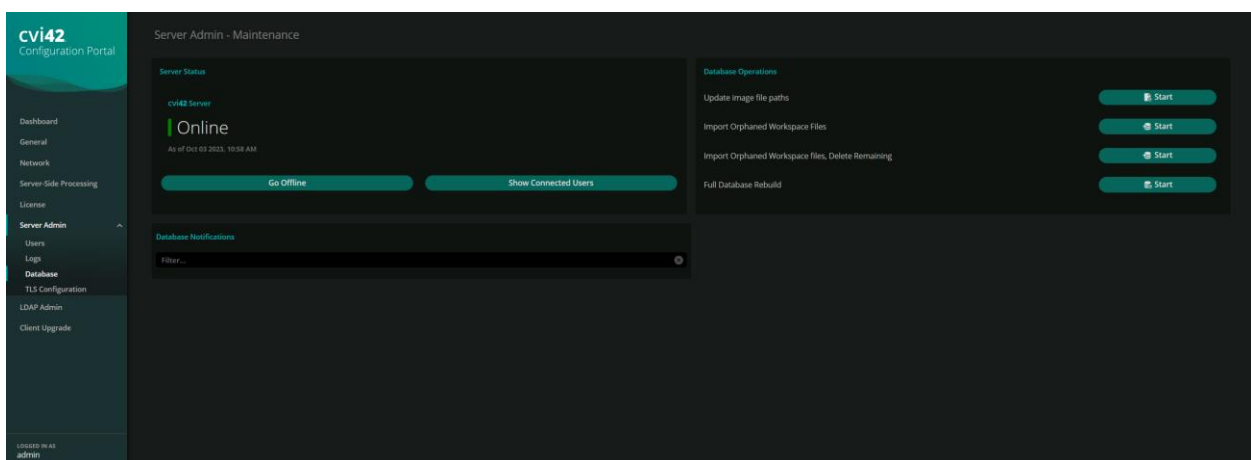 cvi42
Configuration Portal
Dashboard
General
Network
Server-Side Processing
License
Server Admin
Users
Logs
Database
TLS Configuration
LDAP Admin
Client Upgrade
LOGGED IN AS
admin
Server Admin - Maintenance
Server Status
cvi42 Server
Online
As of Oct 03 2023, 10:58 AM
Go Offline
Show Connected Users
Database Notifications
Filter...
Database Operations
Update image file paths
Start
Import Orphaned Workspace Files
Start
Import Orphaned Workspace files, Delete Remaining
Start
Full Database Rebuild
Start